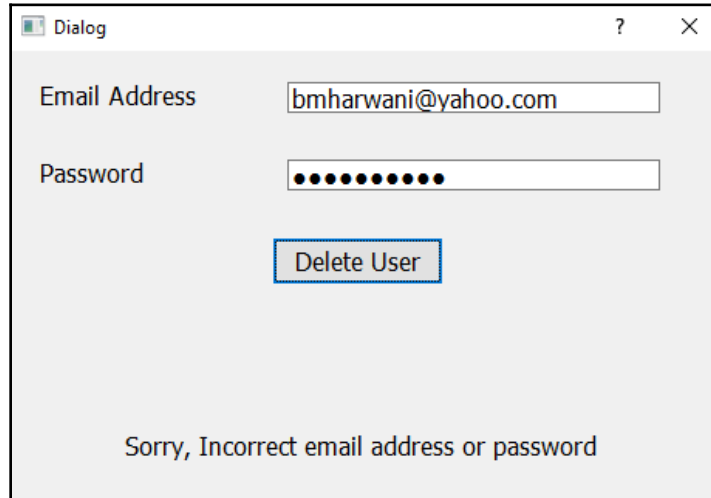 Dialog ?
Email Address bmharwani@yahoo.com
Password ●●●●●●●●●●
Delete User
Sorry, Incorrect email address or password